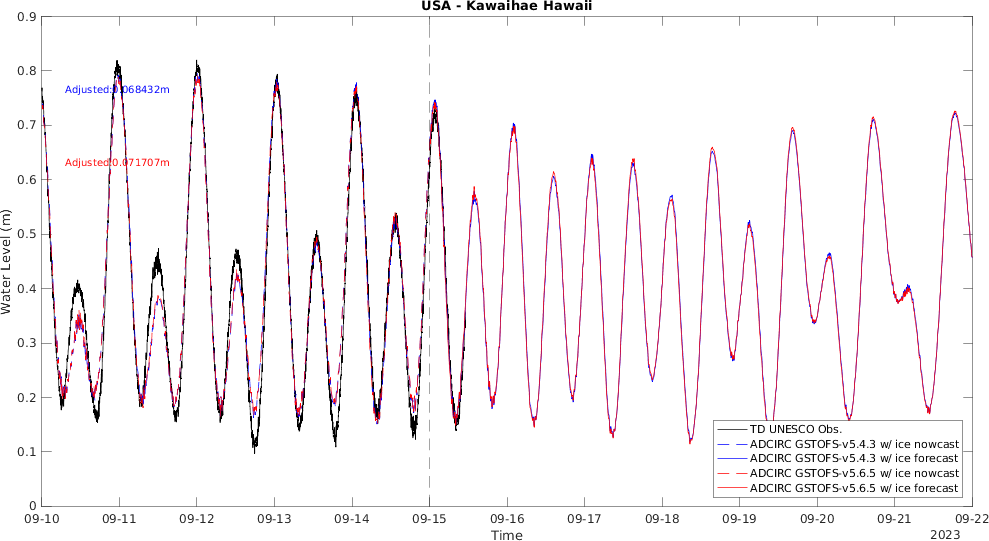 USA - Kawaihae Hawaii
0.9
0.8
0.7
0.6
0.5
0.4
0.3
0.2
0.1
0
Water Level (m)
Adjusted:0.068432m
Adjusted:0.071707m
TD UNESCO Obs.
ADCIRC GSTOFS-v5.4.3 w/ ice nowcast
ADCIRC GSTOFS-v5.4.3 w/ ice forecast
ADCIRC GSTOFS-v5.6.5 w/ ice nowcast
ADCIRC GSTOFS-v5.6.5 w/ ice forecast
09-10 09-11 09-12 09-13 09-14 09-15 09-16 09-17 09-18 09-19 09-20 09-21 09-22
Time
2023